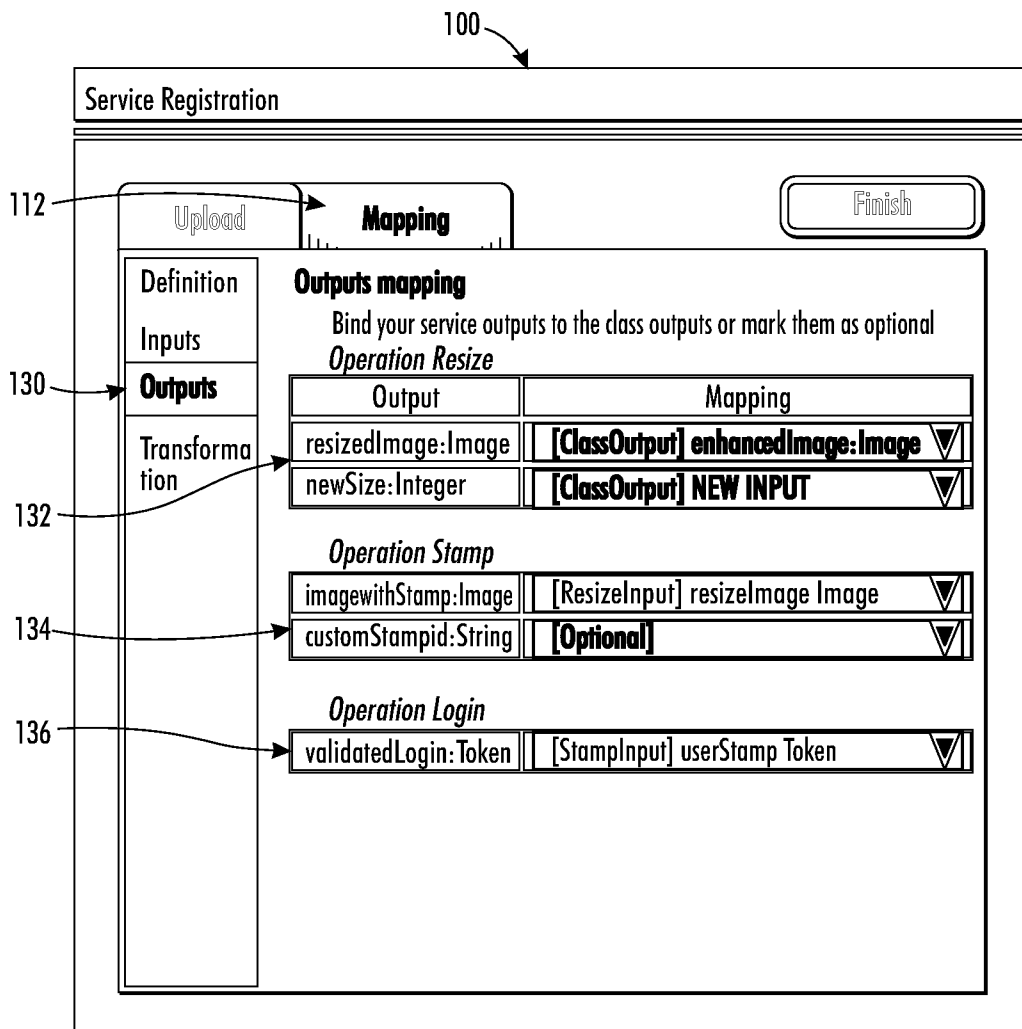 100
Service Registration
112
Upload
Mapping
Finish
Definition
Inputs
130
Outputs
Transforma
tion
Outputs mapping
Bind your service outputs to the class outputs or mark them as optional
Operation Resize
Output Mapping
132
resizedImage:Image [ClassOutput] enhancedImage:Image
newSize:Integer [ClassOutput] NEW INPUT
Operation Stamp
134
imagewithStamp:Image [ResizeInput] resizeImage Image
customStampid:String [Optional]
Operation Login
136
validatedLogin:Token [StampInput] userStamp Token